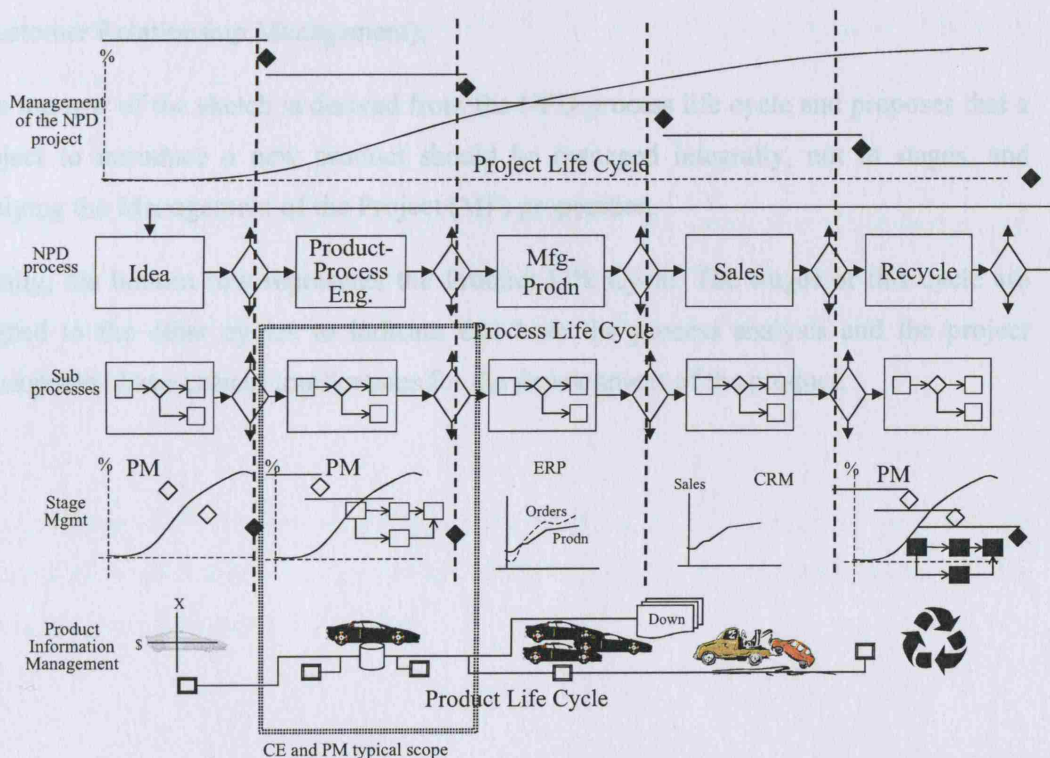 %
Management
of the NPD
project
Project Life Cycle
NPD
Process
Idea
Product-
Process
Eng.
Mfg-
Prodn
Sales
Recycle
Process Life Cycle
Sub
processes
Stage
Mgmt
% PM
% PM
ERP
Orders
Prodn
Sales
CRM
% PM
Product
Information
Management
X
$
Down
2
Product Life Cycle
CE and PM typical scope